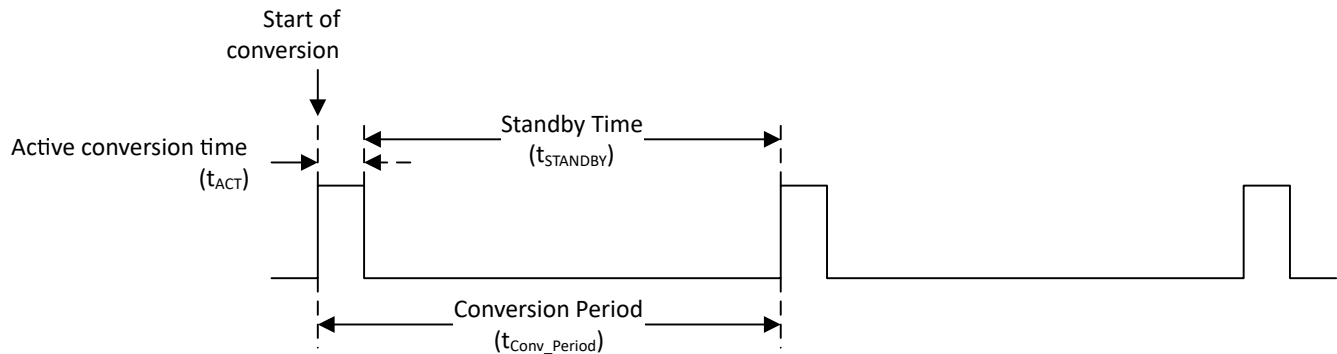 Start of
conversion
Active conversion time
(tACT)
Standby Time
(tSTANDBY)
Conversion Period
(tConv_Period)